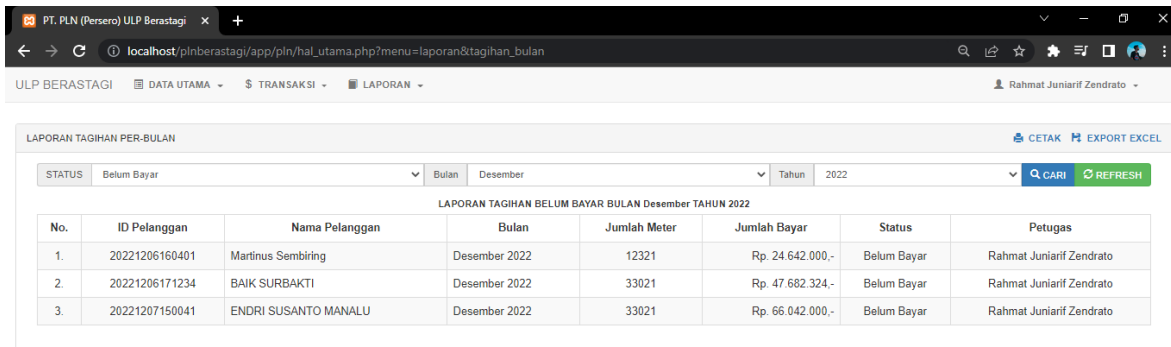 PT. PLN (Persero) ULP Berastagi
localhost/plnberastagi/app/pln/hal_utama.php?menu=laporan&tagihan_bulan
ULP BERASTAGI DATA UTAMA $ TRANSAKSI LAPORAN Rahmat Juniarif Zendrato
LAPORAN TAGIHAN PER-BULAN CETAK EXPORT EXCEL
STATUS Belum Bayar Bulan Desember Tahun 2022 CARI REFRESH
LAPORAN TAGIHAN BELUM BAYAR BULAN Desember TAHUN 2022
No. ID Pelanggan Nama Pelanggan Bulan Jumlah Meter Jumlah Bayar Status Petugas
1. 20221206160401 Martinus Sembiring Desember 2022 12321 Rp. 24.642.000,- Belum Bayar Rahmat Juniarif Zendrato
2. 20221206171234 BAIK SURBAKTI Desember 2022 33021 Rp. 47.682.324,- Belum Bayar Rahmat Juniarif Zendrato
3. 20221207150041 ENDRI SUSANTO MANALU Desember 2022 33021 Rp. 66.042.000,- Belum Bayar Rahmat Juniarif Zendrato